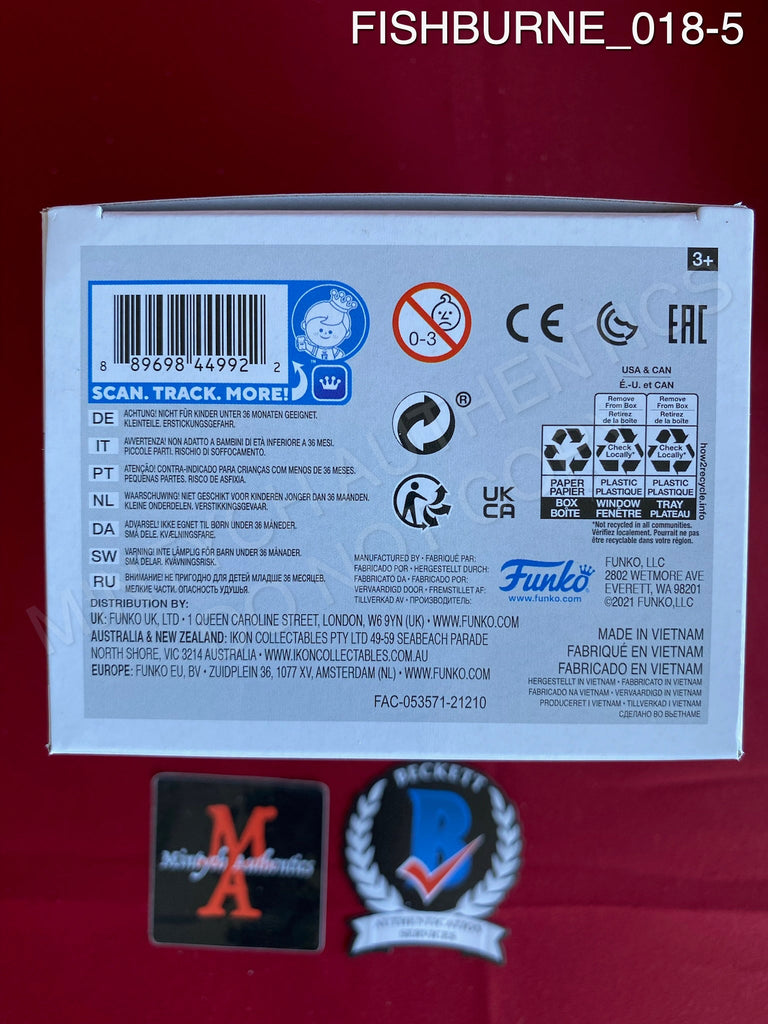 FISHBURNE_018-5
3+
8 89698 44992 2
™
SCAN. TRACK. MORE!
0-3
CE
EAC
®
UK
CA
USA & CAN
É.-U. et CAN
Remove From Box
Retirez de la boîte
Remove From Box
Retirez de la boîte
Check Locally*
Check Locally*
PAPER
PAPIER
PLASTIC
PLASTIQUE
PLASTIC
PLASTIQUE
BOX
BOÎTE
WINDOW
FENÊTRE
TRAY
PLATEAU
how2recycle.info
*Not recycled in all communities.
Vérifiez localement. Pourrait ne pas
être recyclable dans votre région.
DE ACHTUNG! NICHT FÜR KINDER UNTER 36 MONATEN GEEIGNET.
KLEINTEILE. ERSTICKUNGSGEFAHR.
IT AVVERTENZA! NON ADATTO A BAMBINI DI ETÀ INFERIORE A 36 MESI.
PICCOLE PARTI. RISCHIO DI SOFFOCAMENTO.
PT ATENÇÃO! CONTRA-INDICADO PARA CRIANÇAS COM MENOS DE 36 MESES.
PEQUENAS PARTES. RISCO DE ASFIXIA.
NL WAARSCHUWING! NIET GESCHIKT VOOR KINDEREN JONGER DAN 36 MAANDEN.
KLEINE ONDERDELEN. VERSTIKKINGSGEVAAR.
DA ADVARSEL! IKKE EGNET TIL BØRN UNDER 36 MÅNEDER.
SMÅ DELE. KVÆLNINGSFARE.
SW VARNING! INTE LÄMPLIG FÖR BARN UNDER 36 MÅNADER.
SMÅ DELAR. KVÄVNINGSRISK.
RU ВНИМАНИЕ! НЕ ПРИГОДНО ДЛЯ ДЕТЕЙ МЛАДШЕ 36 МЕСЯЦЕВ.
МЕЛКИЕ ЧАСТИ. ОПАСНОСТЬ УДУШЬЯ.
MANUFACTURED BY • FABRIQUÉ PAR:
FABRICADO POR • HERGESTELLT DURCH:
FABBRICATO DA • FABRICADO POR:
VERVAARDIGD DOOR • FREMSTILLET AF:
TILLVERKAD AV • ПРОИЗВОДИТЕЛЬ:
Funko
www.funko.com
FUNKO, LLC
2802 WETMORE AVE
EVERETT, WA 98201
©2021 FUNKO,LLC
DISTRIBUTION BY:
UK: FUNKO UK, LTD • 1 QUEEN CAROLINE STREET, LONDON, W6 9YN (UK) • WWW.FUNKO.COM
AUSTRALIA & NEW ZEALAND: IKON COLLECTABLES PTY LTD 49-59 SEABEACH PARADE
NORTH SHORE, VIC 3214 AUSTRALIA • WWW.IKONCOLLECTABLES.COM.AU
EUROPE: FUNKO EU, BV • ZUIDPLEIN 36, 1077 XV, AMSTERDAM (NL) • WWW.FUNKO.COM
MADE IN VIETNAM
FABRIQUÉ EN VIETNAM
FABRICADO EN VIETNAM
HERGESTELLT IN VIETNAM • FABBRICATO IN VIETNAM
FABRICADO NA VIETNAM • VERVAARDIGD IN VIETNAM
PRODUCERET I VIETNAM • TILLVERKAD I VIETNAM
СДЕЛАНО ВО ВЬЕТНАМЕ
FAC-053571-21210
MA
Mintych Authentics
BECKETT
B
AUTHENTICATION
SERVICES